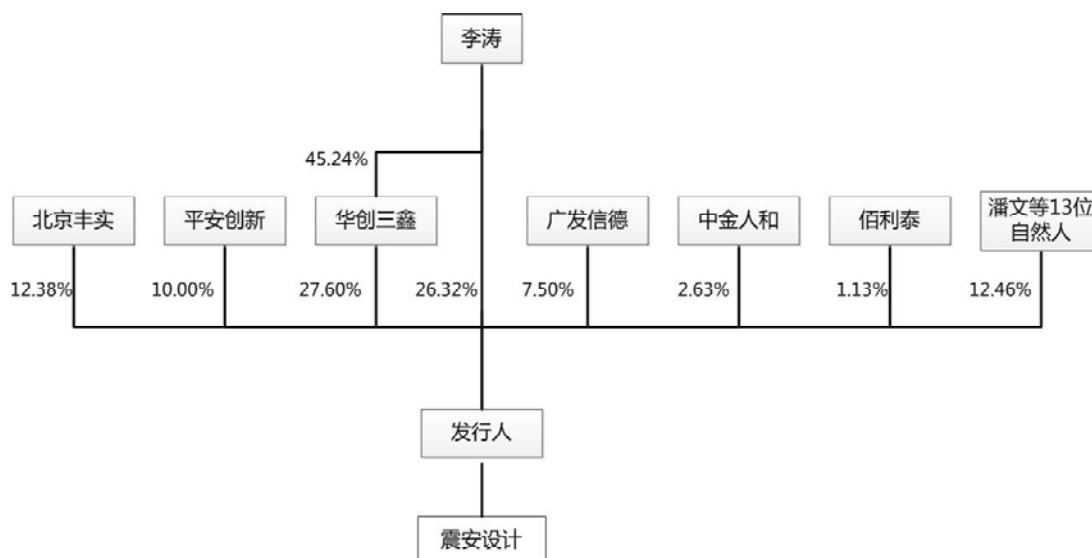 李涛
45.24%
北京丰实
平安创新
华创三鑫
广发信德
中金人和
佰利泰
潘文等13位
自然人
12.38%
10.00%
27.60%
26.32%
7.50%
2.63%
1.13%
12.46%
发行人
震安设计